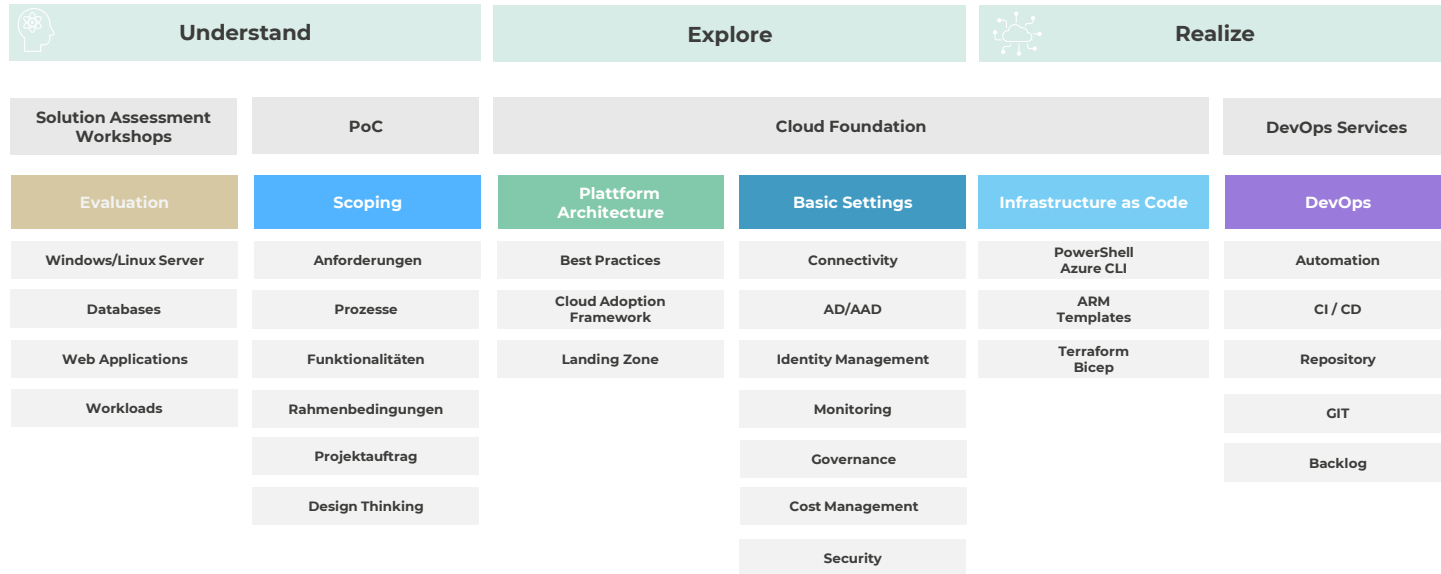 Understand
Explore
Realize
Solution Assessment
Workshops
PoC
Cloud Foundation
DevOps Services
Evaluation
Scoping
Plattform
Architecture
Basic Settings
Infrastructure as Code
DevOps
Windows/Linux Server
Databases
Web Applications
Workloads
Anforderungen
Prozesse
Funktionalitäten
Rahmenbedingungen
Projektauftrag
Design Thinking
Best Practices
Cloud Adoption
Framework
Landing Zone
Connectivity
AD/AAD
Identity Management
Monitoring
Governance
Cost Management
Security
PowerShell
Azure CLI
ARM
Templates
Terraform
Bicep
Automation
CI / CD
Repository
GIT
Backlog